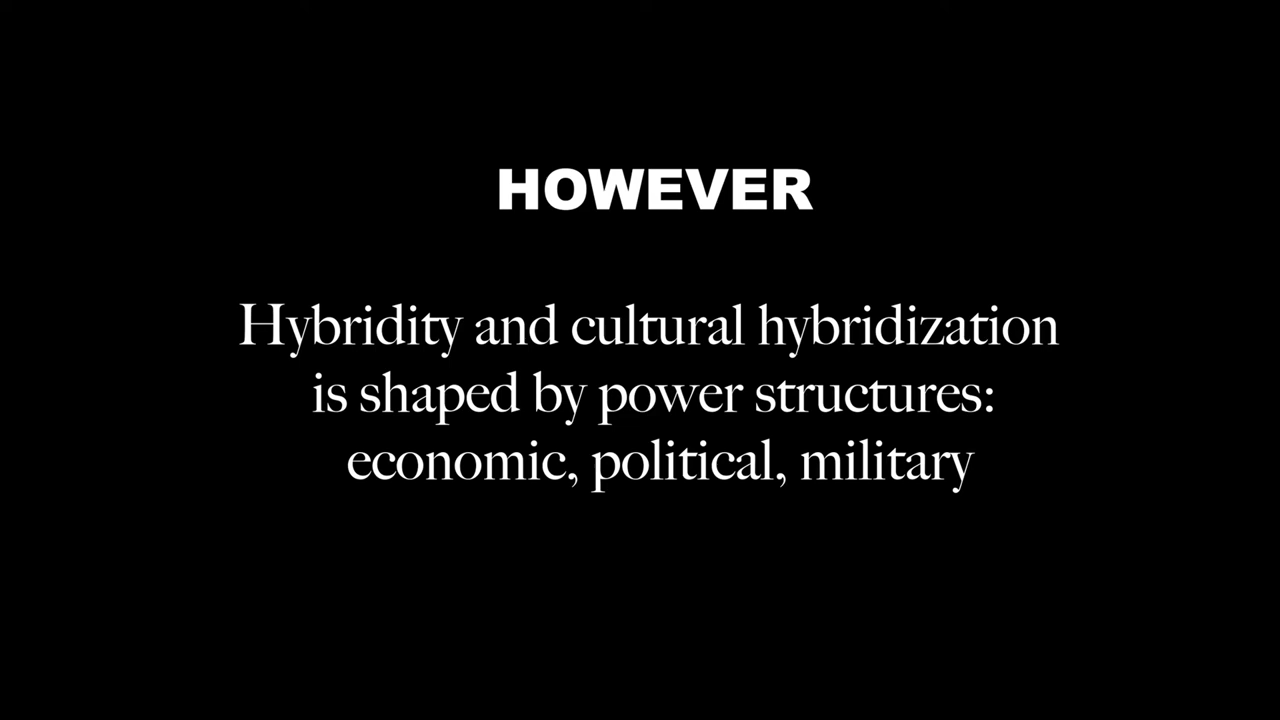 HOWEVER
Hybridity and cultural hybridization
is shaped by power structures:
economic, political, military